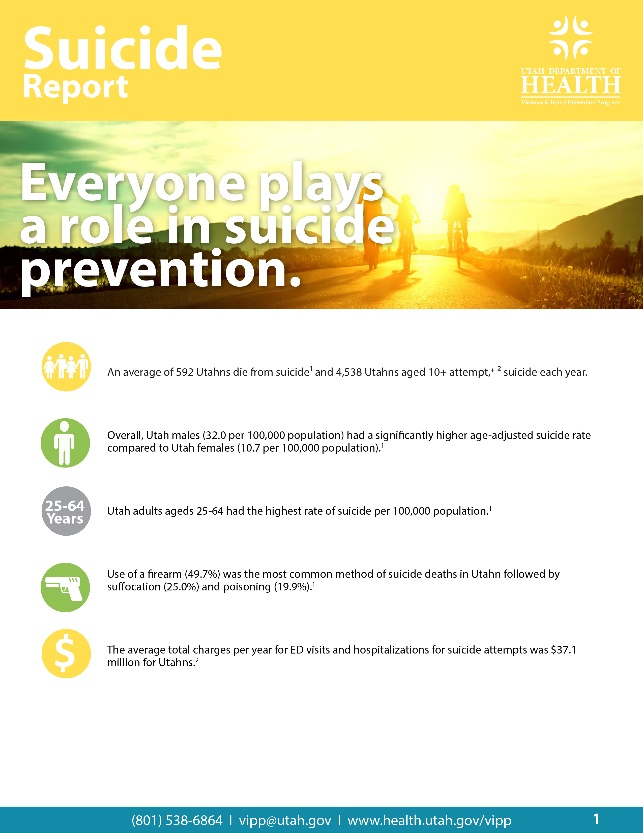 Suicide
Report
UTAH DEPARTMENT OF
HEALTH
Violence & Injury Prevention Program
Everyone plays
a role in suicide
prevention.
An average of 592 Utahns die from suicide¹ and 4,538 Utahns aged 10+ attempt,* ² suicide each year.
Overall, Utah males (32.0 per 100,000 population) had a significantly higher age-adjusted suicide rate
compared to Utah females (10.7 per 100,000 population).¹
25-64
Years
Utah adults ageds 25-64 had the highest rate of suicide per 100,000 population.¹
Use of a firearm (49.7%) was the most common method of suicide deaths in Utahn followed by
suffocation (25.0%) and poisoning (19.9%).¹
$
The average total charges per year for ED visits and hospitalizations for suicide attempts was $37.1
million for Utahns.²
(801) 538-6864 | vipp@utah.gov | www.health.utah.gov/vipp 1